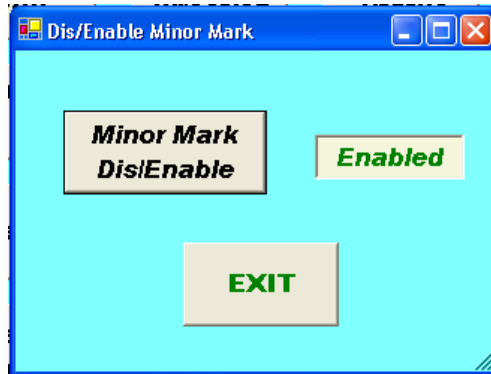 Dis/Enable Minor Mark
Minor Mark
Dis/Enable
Enabled
EXIT